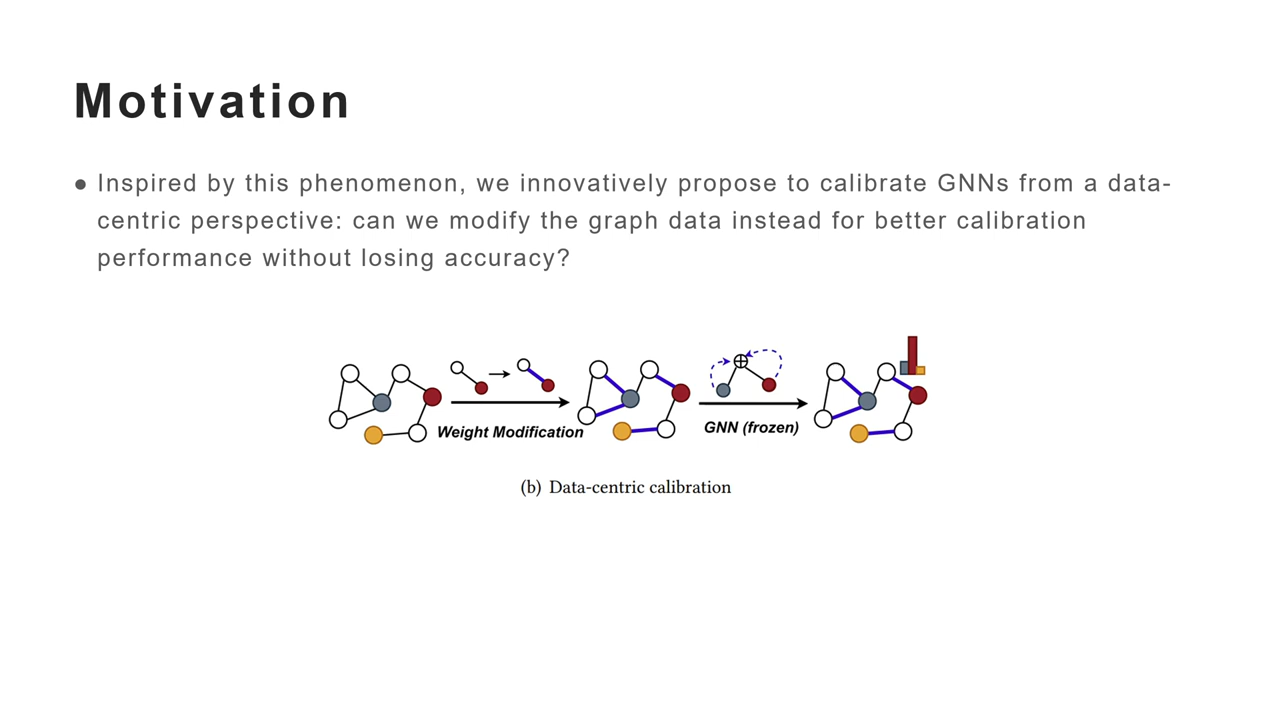 Motivation
● Inspired by this phenomenon, we innovatively propose to calibrate GNNs from a data-
centric perspective: can we modify the graph data instead for better calibration
performance without losing accuracy?
Weight Modification
GNN (frozen)
(b) Data-centric calibration